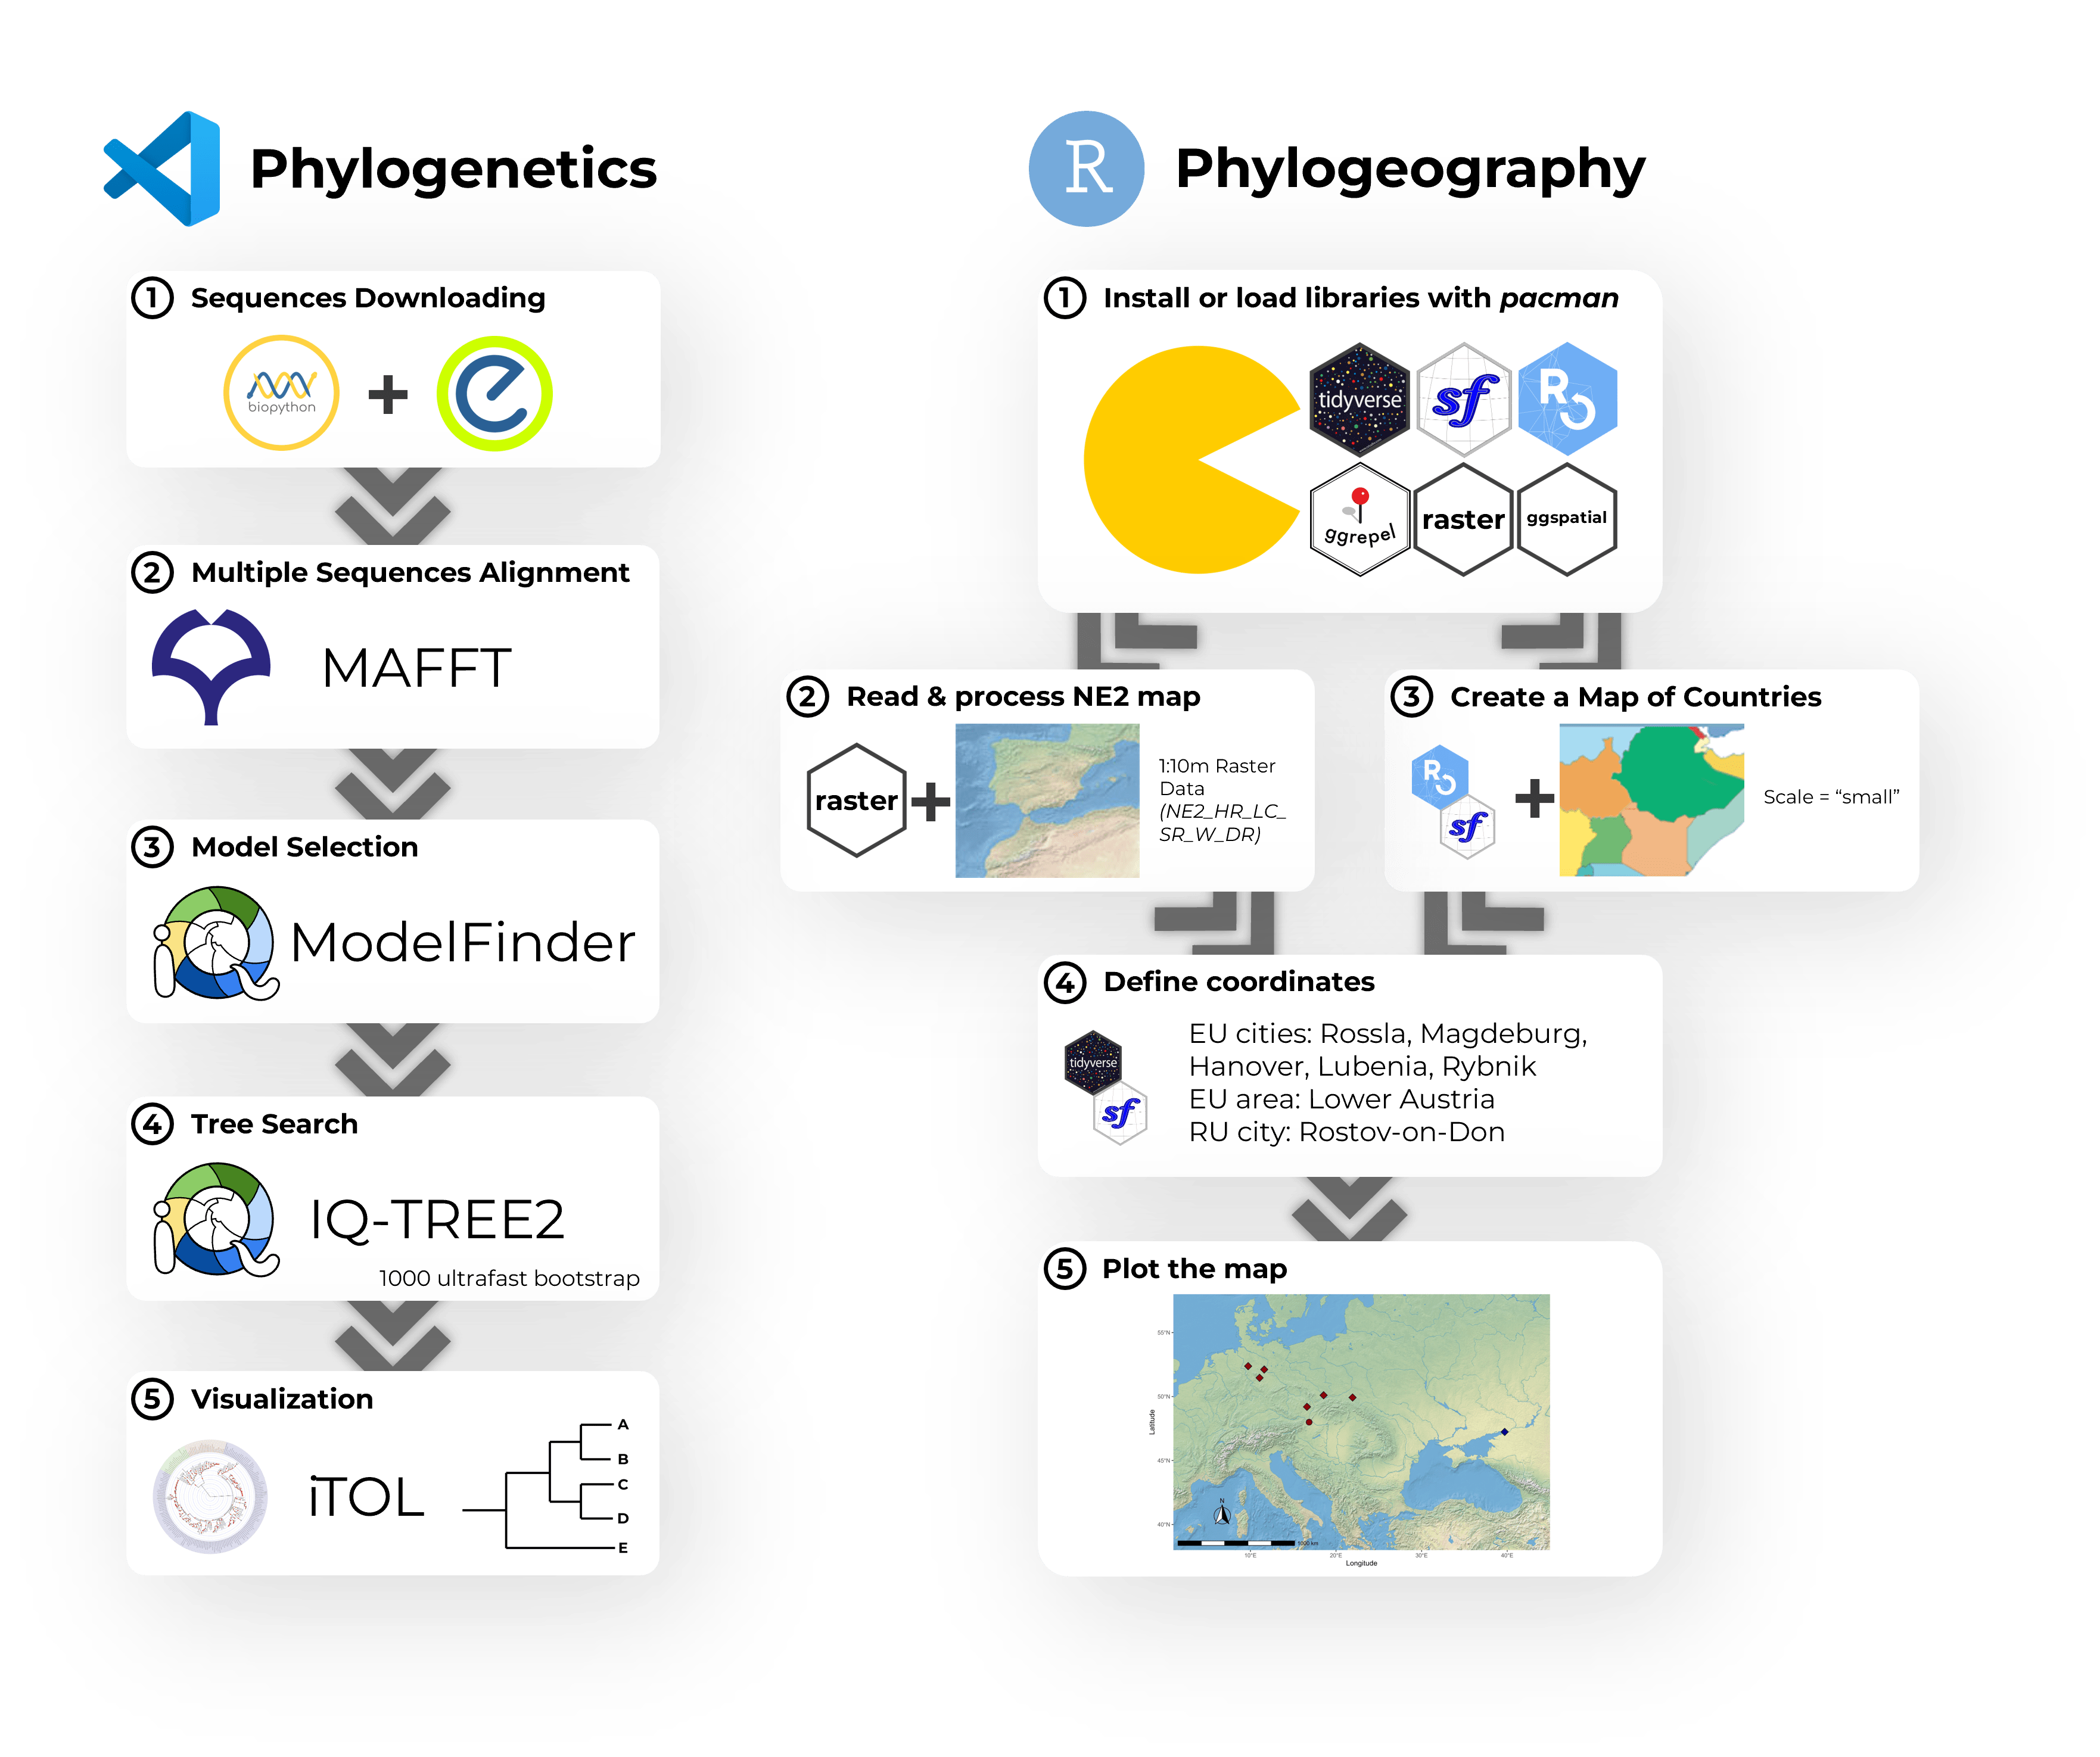 Phylogenetics
1 Sequences Downloading
biopython
+
e
2 Multiple Sequences Alignment
MAFFT
3 Model Selection
ModelFinder
4 Tree Search
IQ-TREE2
1000 ultrafast bootstrap
5 Visualization
iTOL
A
B
C
D
E
R Phylogeography
1 Install or load libraries with pacman
tidyverse
sf
R
ggrepel
raster
ggspatial
2 Read & process NE2 map
raster
+
1:10m Raster
Data
(NE2_HR_LC_
SR_W_DR)
3 Create a Map of Countries
R
sf
+
Scale = “small”
4 Define coordinates
tidyverse
sf
EU cities: Rossla, Magdeburg,
Hanover, Lubenia, Rybnik
EU area: Lower Austria
RU city: Rostov-on-Don
5 Plot the map
55°N
50°N
45°N
40°N
Latitude
N
1000 km
10°E
20°E
30°E
40°E
Longitude